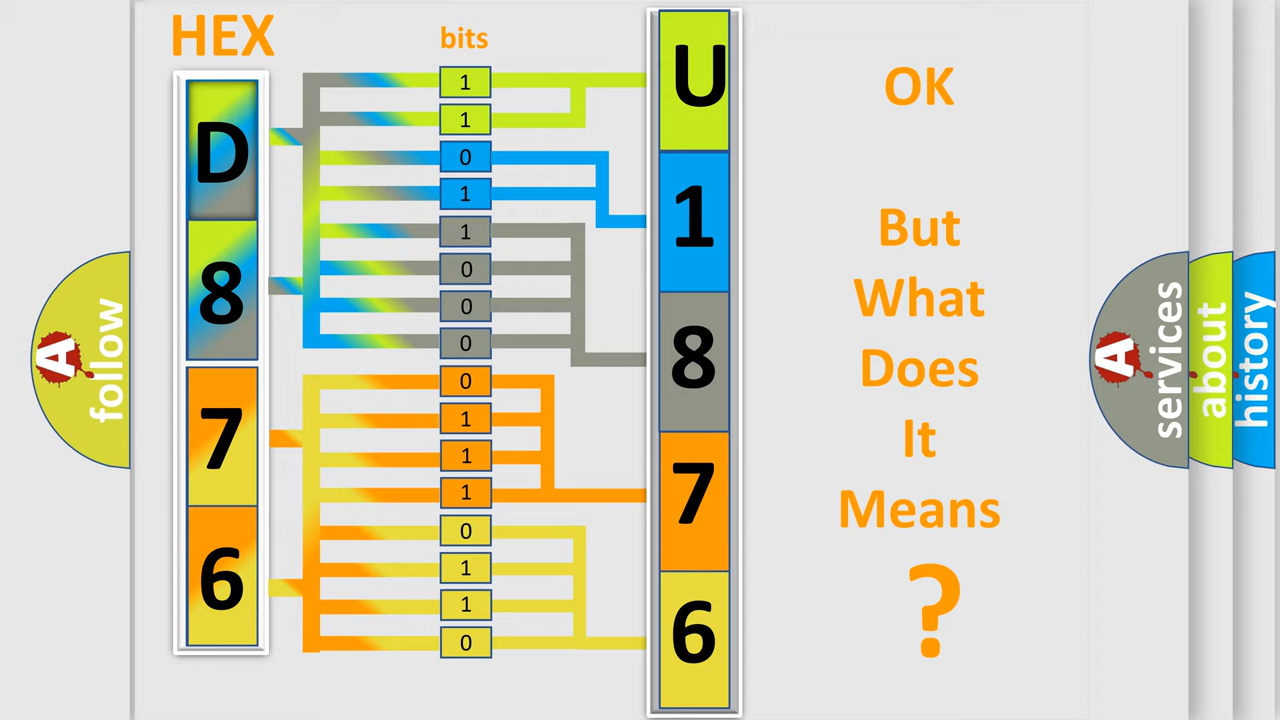 HEX
bits
D
8
7
6
1
1
0
1
1
0
0
0
0
1
1
1
0
1
1
0
U
1
8
7
6
OK
But
What
Does
It
Means
?
A
follow
A
services
about
history